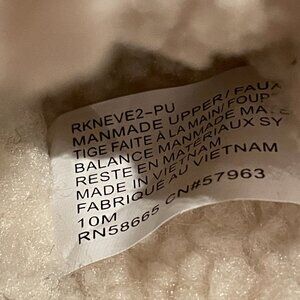 RKNEVE2-PU
MANMADE UPPER/ FAUX
TIGE FAITE À LA MAIN/ FOUR
BALANCE MANMADE MATE
RESTE EN MATÉRIAUX SY
MADE IN VIETNAM
FABRIQUÉ AU VIETNAM
10M
RN58665 CN#57963